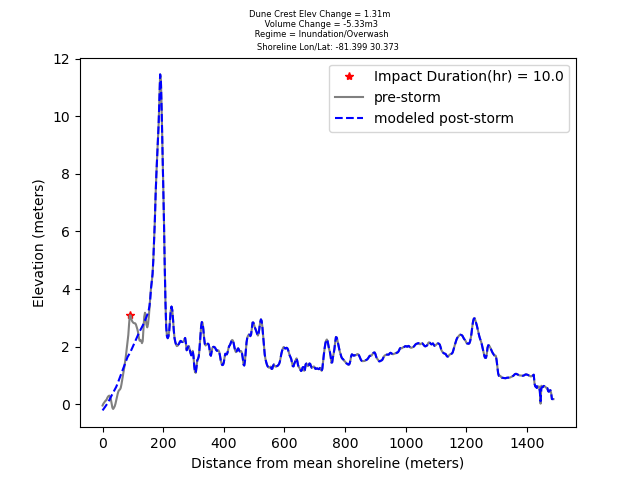 Dune Crest Elev Change = 1.31m
Volume Change = -5.33m3
Regime = Inundation/Overwash
Shoreline Lon/Lat: -81.399 30.373
Impact Duration(hr) = 10.0
pre-storm
modeled post-storm
12
10
8
6
4
2
0
Elevation (meters)
0 200 400 600 800 1000 1200 1400
Distance from mean shoreline (meters)